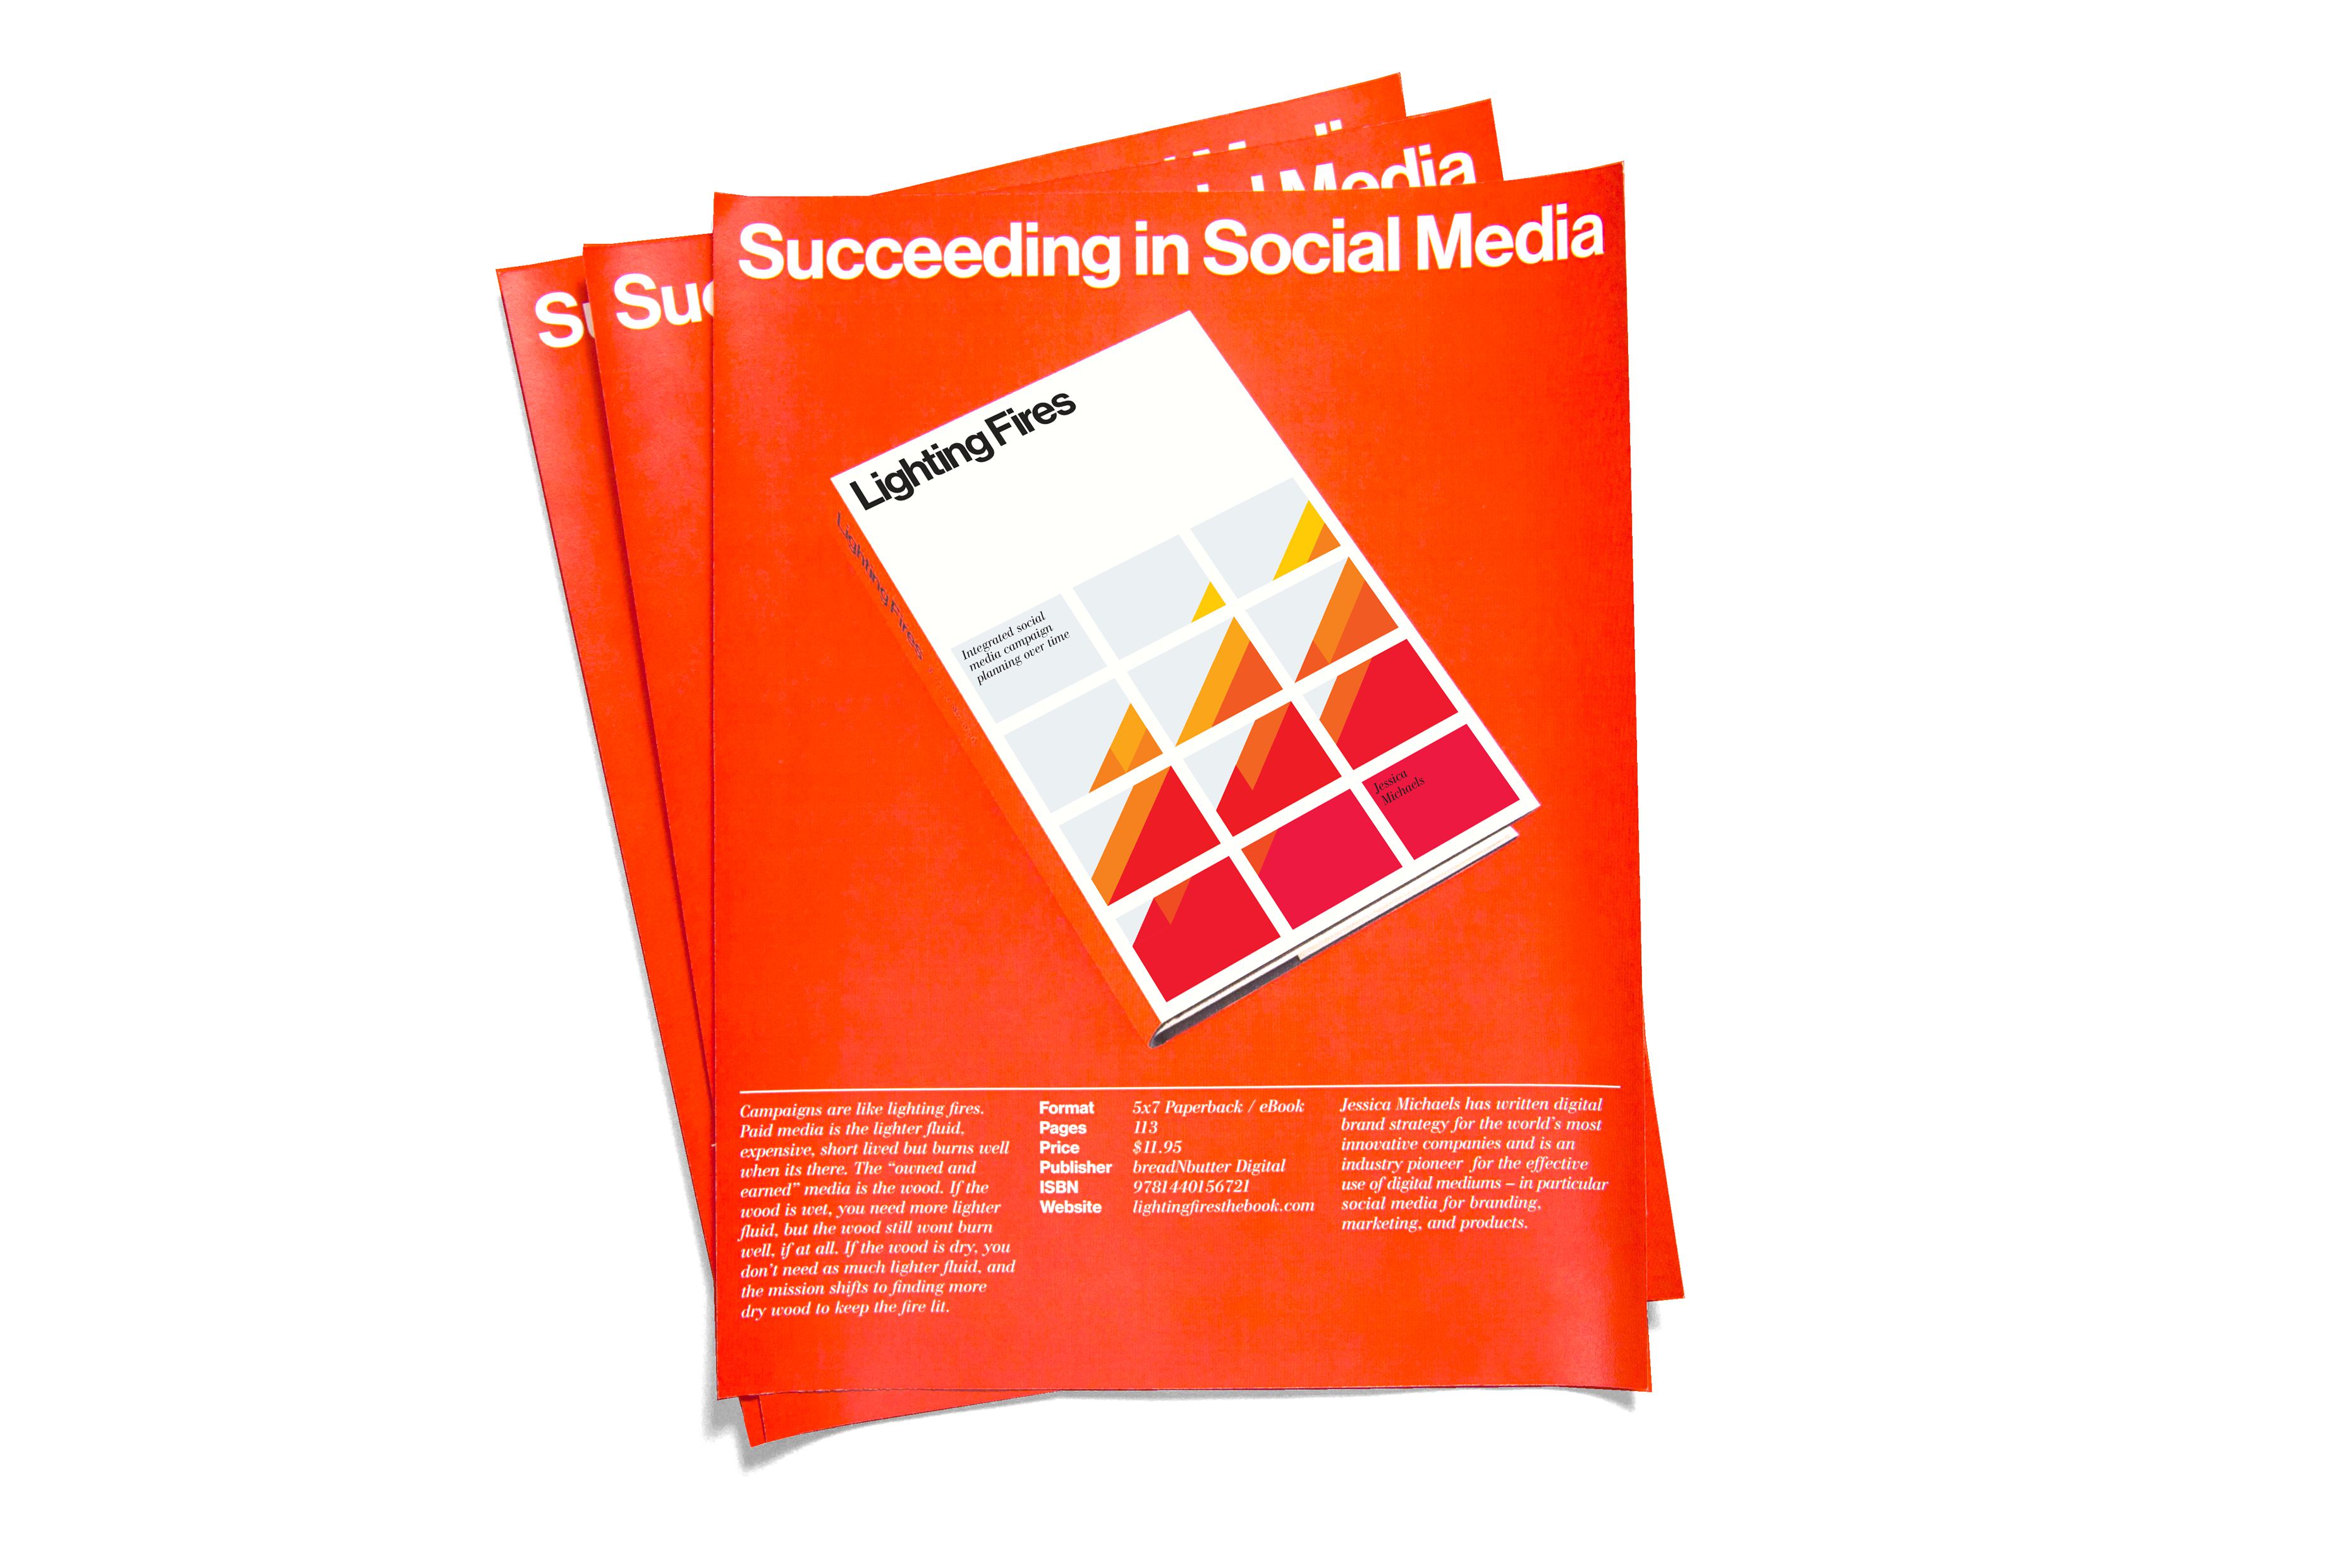 Media
Su
Suc
Succeeding in Social Media
Lighting Fires
Lighting Fires
Integrated social
media campaign
planning over time
Jessica
Michaels
Campaigns are like lighting fires.
Paid media is the lighter fluid,
expensive, short lived but burns well
when its there. The “owned and
earned” media is the wood. If the
wood is wet, you need more lighter
fluid, but the wood still wont burn
well, if at all. If the wood is dry, you
don’t need as much lighter fluid, and
the mission shifts to finding more
dry wood to keep the fire lit.
Format 5x7 Paperback / eBook
Pages 113
Price $11.95
Publisher breadNbutter Digital
ISBN 9781440156721
Website lightingfiresthebook.com
Jessica Michaels has written digital
brand strategy for the world’s most
innovative companies and is an
industry pioneer for the effective
use of digital mediums – in particular
social media for branding,
marketing, and products.